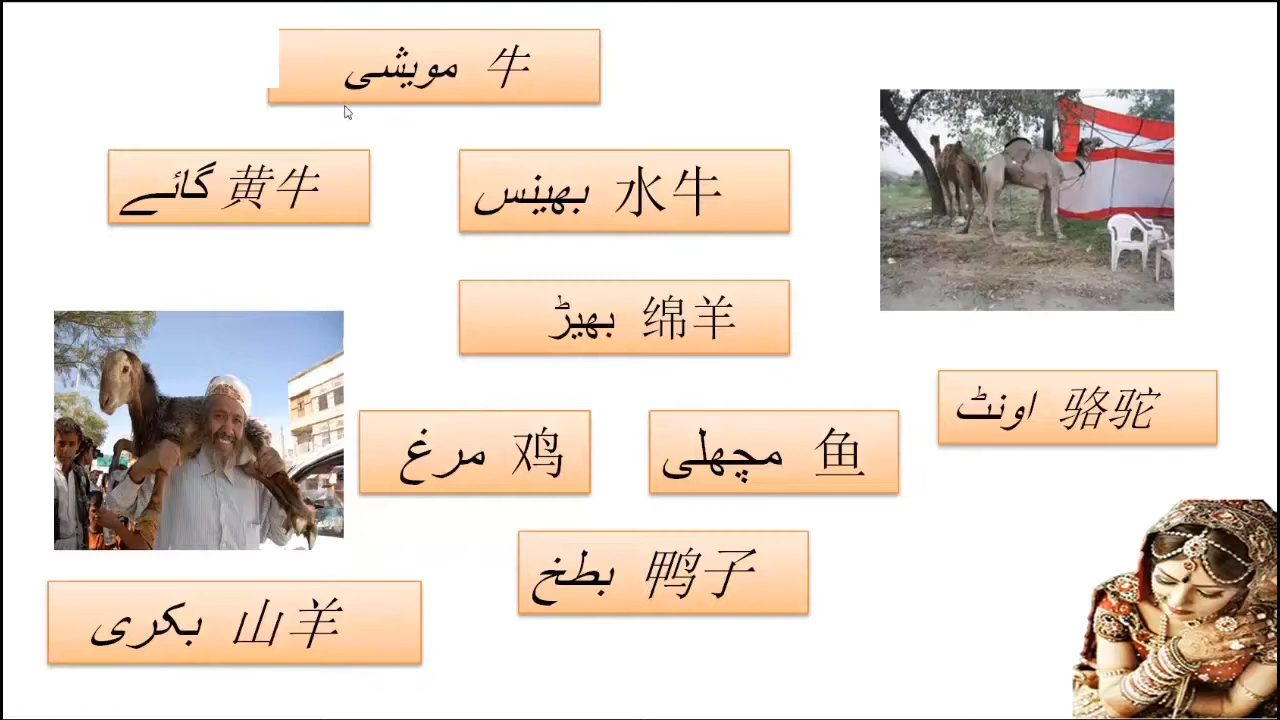 مویشی 牛
گائے 黄牛
بھینس 水牛
بھیڑ 绵羊
اونٹ 骆驼
مرغ 鸡
مچھلی 鱼
بطخ 鸭子
بکری 山羊